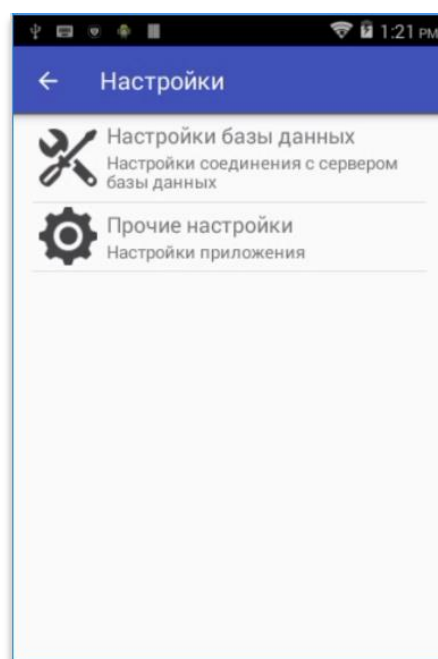 1:21 PM
Настройки
Настройки базы данных
Настройки соединения с сервером
базы данных
Прочие настройки
Настройки приложения